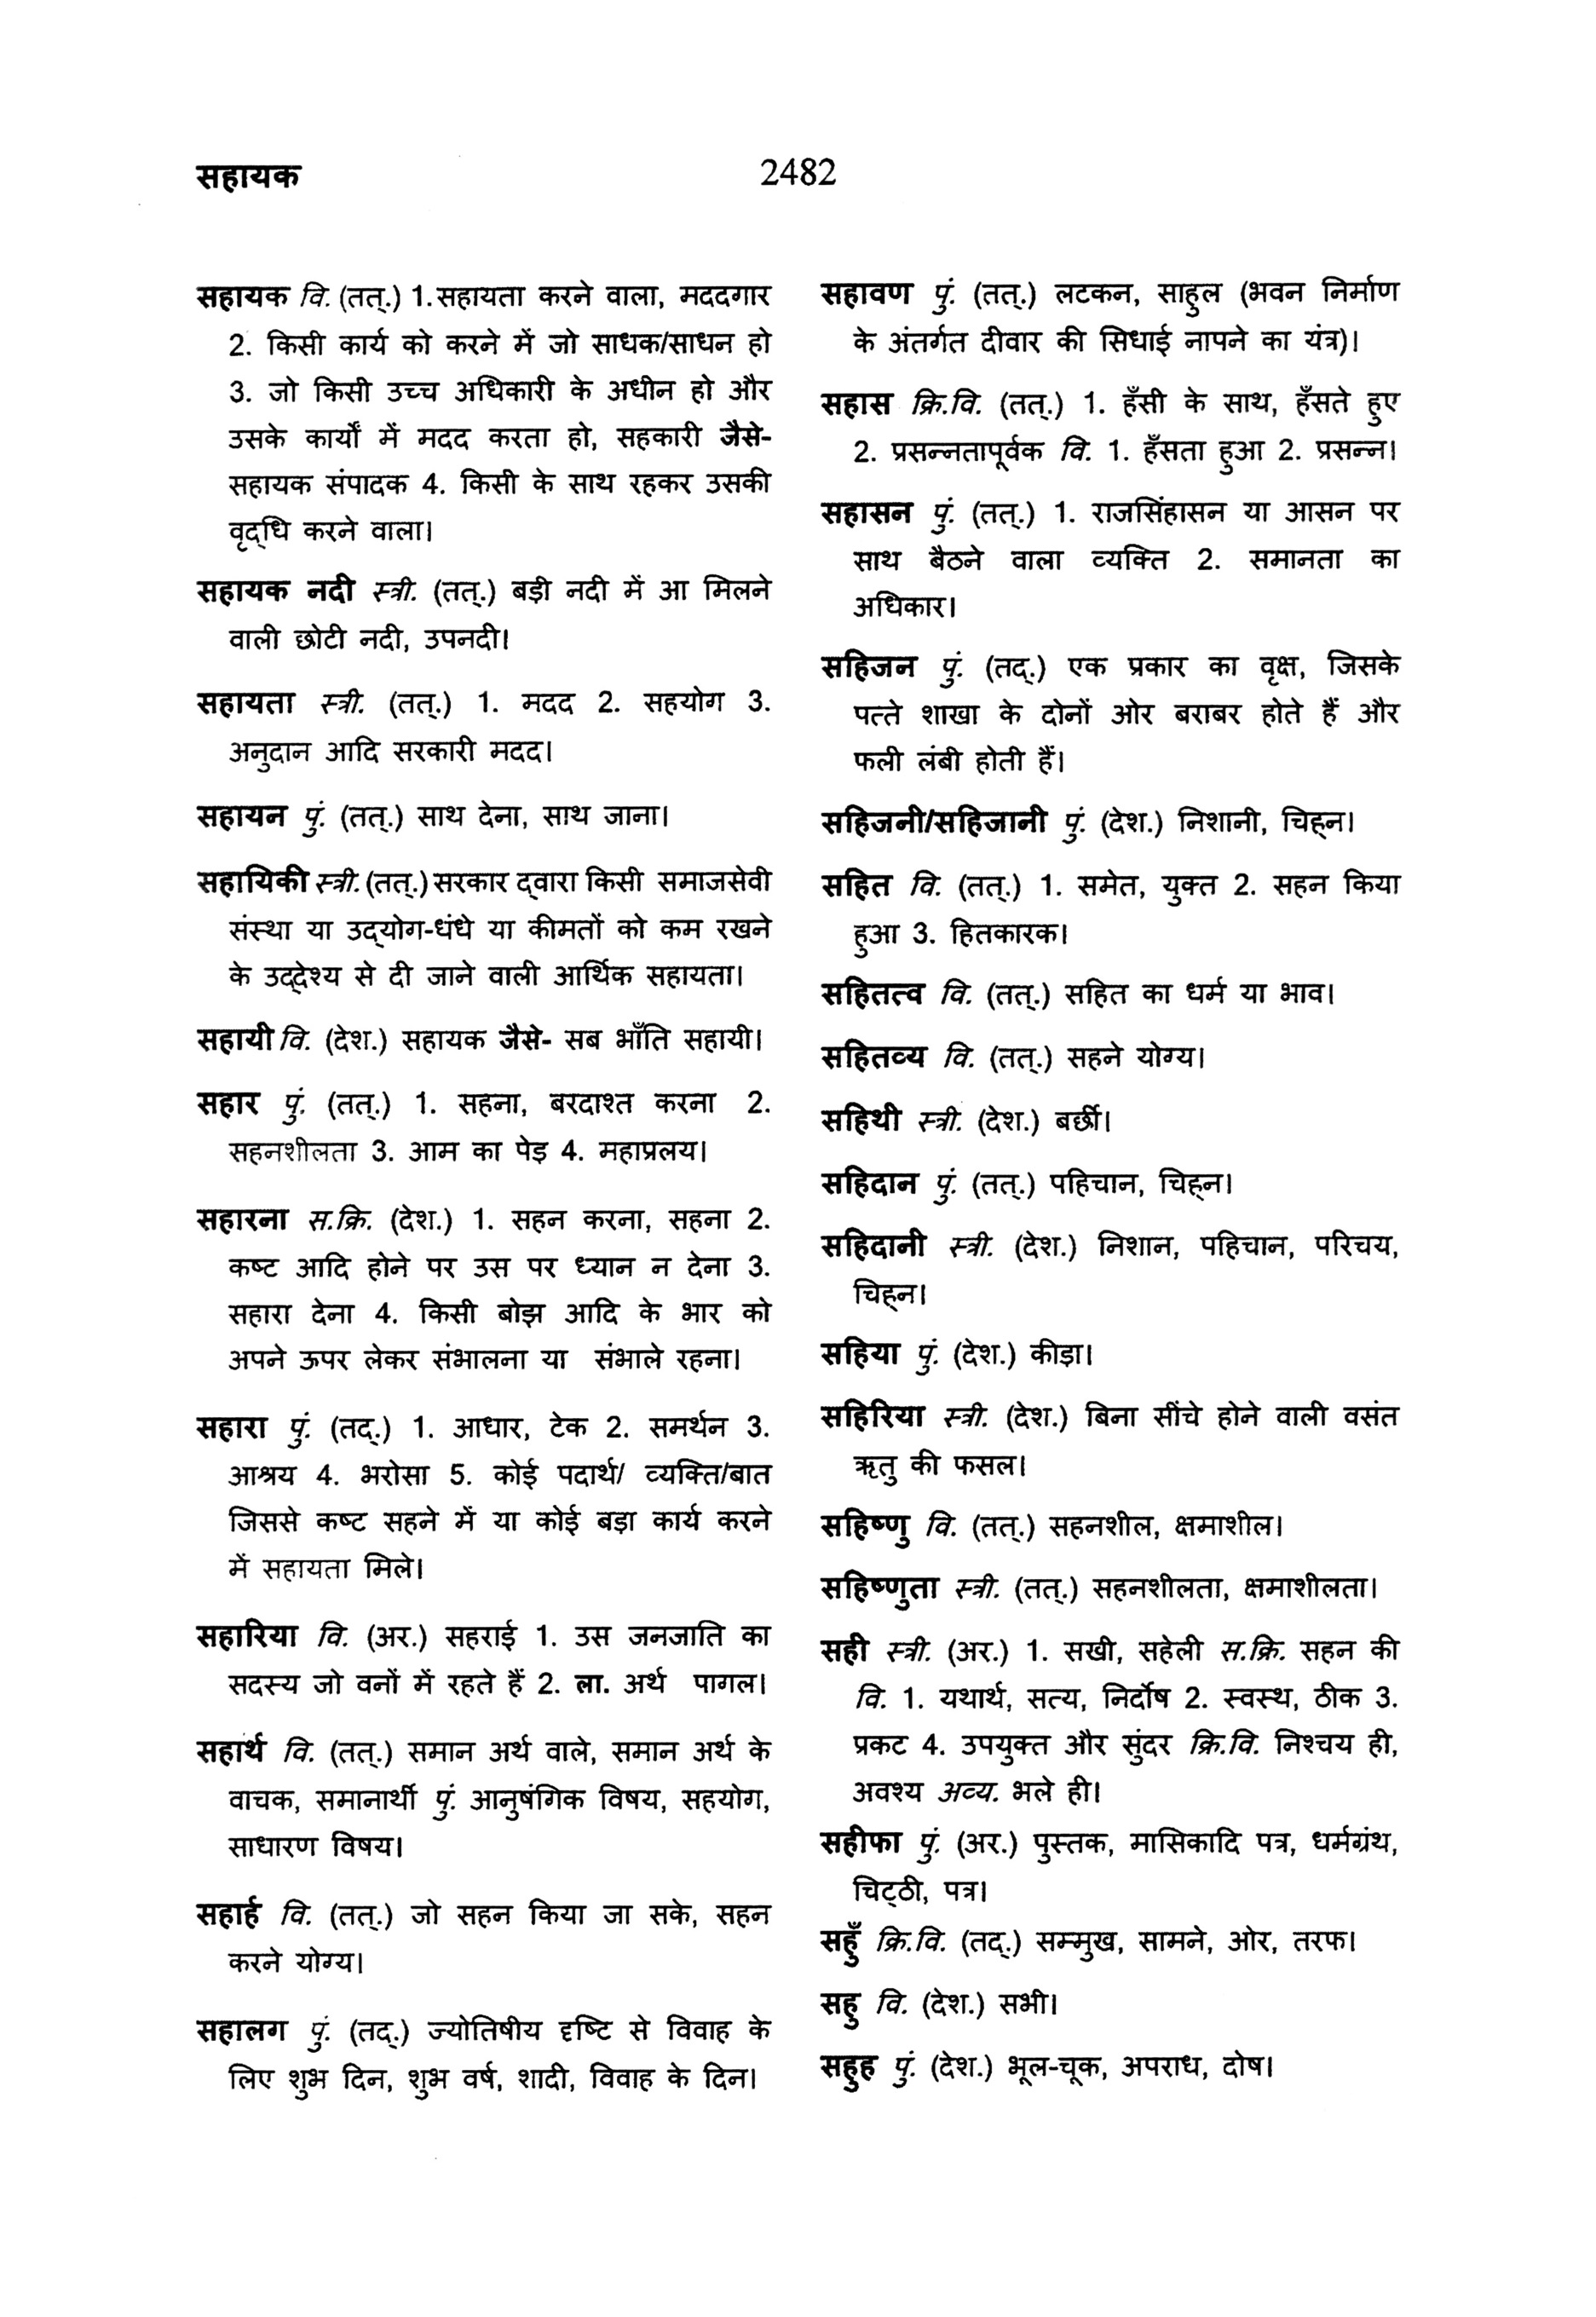 सहायक
2482
सहायक वि. (तत्.) 1.सहायता करने वाला, मददगार
2. किसी कार्य को करने में जो साधक/साधन हो
3. जो किसी उच्च अधिकारी के अधीन हो और
उसके कार्यों में मदद करता हो, सहकारी जैसे-
सहायक संपादक 4. किसी के साथ रहकर उसकी
वृद्‌धि करने वाला।
सहायक नदी स्त्री. (तत्.) बड़ी नदी में आ मिलने
वाली छोटी नदी, उपनदी।
सहायता स्त्री. (तत्.) 1. मदद 2. सहयोग 3.
अनुदान आदि सरकारी मदद।
सहायन पुं. (तत्.) साथ देना, साथ जाना।
सहायिकी स्त्री. (तत्.) सरकार द्‌वारा किसी समाजसेवी
संस्था या उद्‌योग-धंधे या कीमतों को कम रखने
के उद्‌देश्य से दी जाने वाली आर्थिक सहायता।
सहायी वि. (देश.) सहायक जैसे- सब भाँति सहायी।
सहार पुं. (तत्.) 1. सहना, बरदाश्त करना 2.
सहनशीलता 3. आम का पेड़ 4. महाप्रलय।
सहारना स.क्रि. (देश.) 1. सहन करना, सहना 2.
कष्ट आदि होने पर उस पर ध्यान न देना 3.
सहारा देना 4. किसी बोझ आदि के भार को
अपने ऊपर लेकर संभालना या संभाले रहना।
सहारा पुं. (तद्.) 1. आधार, टेक 2. समर्थन 3.
आश्रय 4. भरोसा 5. कोई पदार्थ/ व्यक्ति/बात
जिससे कष्ट सहने में या कोई बड़ा कार्य करने
में सहायता मिले।
सहारिया वि. (अर.) सहराई 1. उस जनजाति का
सदस्य जो वनों में रहते हैं 2. ला. अर्थ पागल।
सहार्थ वि. (तत्.) समान अर्थ वाले, समान अर्थ के
वाचक, समानार्थी पुं. आनुषंगिक विषय, सहयोग,
साधारण विषय।
सहार्ह वि. (तत्.) जो सहन किया जा सके, सहन
करने योग्य।
सहालग पुं. (तद्.) ज्योतिषीय दृष्टि से विवाह के
लिए शुभ दिन, शुभ वर्ष, शादी, विवाह के दिन।
सहावण पुं. (तत्.) लटकन, साहुल (भवन निर्माण
के अंतर्गत दीवार की सिधाई नापने का यंत्र)।
सहास क्रि.वि. (तत्.) 1. हँसी के साथ, हँसते हुए
2. प्रसन्नतापूर्वक वि. 1. हँसता हुआ 2. प्रसन्न।
सहासन पुं. (तत्.) 1. राजसिंहासन या आसन पर
साथ बैठने वाला व्यक्ति 2. समानता का
अधिकार।
सहिजन पुं. (तद्.) एक प्रकार का वृक्ष, जिसके
पत्ते शाखा के दोनों ओर बराबर होते हैं और
फली लंबी होती हैं।
सहिजनी/सहिजानी पुं. (देश.) निशानी, चिह्‌न।
सहित वि. (तत्.) 1. समेत, युक्त 2. सहन किया
हुआ 3. हितकारक।
सहितत्व वि. (तत्.) सहित का धर्म या भाव।
सहितव्य वि. (तत्.) सहने योग्य।
सहिथी स्त्री. (देश.) बर्छी।
सहिदान पुं. (तत्.) पहिचान, चिह्‌न।
सहिदानी स्त्री. (देश.) निशान, पहिचान, परिचय,
चिह्‌न।
सहिया पुं. (देश.) कीड़ा।
सहिरिया स्त्री. (देश.) बिना सींचे होने वाली वसंत
ऋतु की फसल।
सहिष्णु वि. (तत्.) सहनशील, क्षमाशील।
सहिष्णुता स्त्री. (तत्.) सहनशीलता, क्षमाशीलता।
सही स्त्री. (अर.) 1. सखी, सहेली स.क्रि. सहन की
वि. 1. यथार्थ, सत्य, निर्दोष 2. स्वस्थ, ठीक 3.
प्रकट 4. उपयुक्त और सुंदर क्रि.वि. निश्चय ही,
अवश्य अव्य. भले ही।
सहीफा पुं. (अर.) पुस्तक, मासिकादि पत्र, धर्मग्रंथ,
चिट्‌ठी, पत्र।
सहुँ क्रि.वि. (तद्.) सम्मुख, सामने, ओर, तरफ।
सहु वि. (देश.) सभी।
सहुह पुं. (देश.) भूल-चूक, अपराध, दोष।